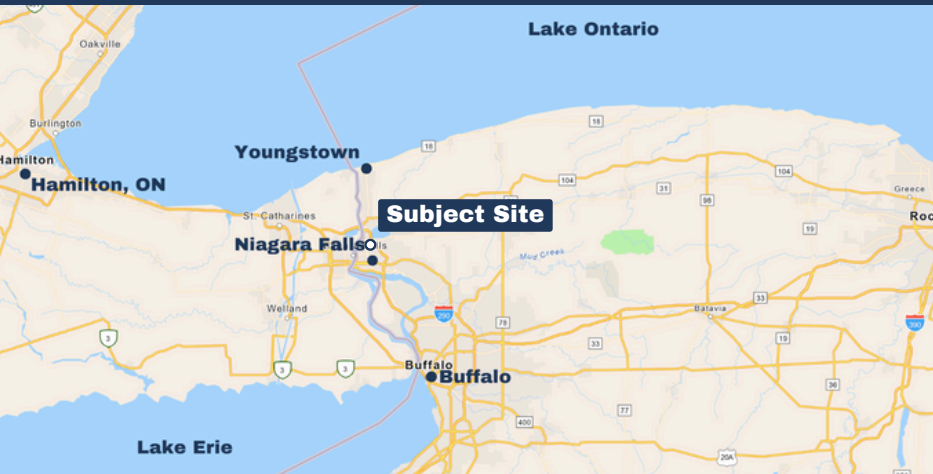 Lake Ontario
Oakville
Burlington
18
Youngstown
18
Hamilton
Hamilton, ON
104
104
31
98
Greece
St. Catharines
Subject Site
Roc
19
Niagara Falls
Mud Creek
Welland
33
290
Batavia
78
390
3
33
19
3
3
Buffalo
Buffalo
36
77
400
Lake Erie
20A